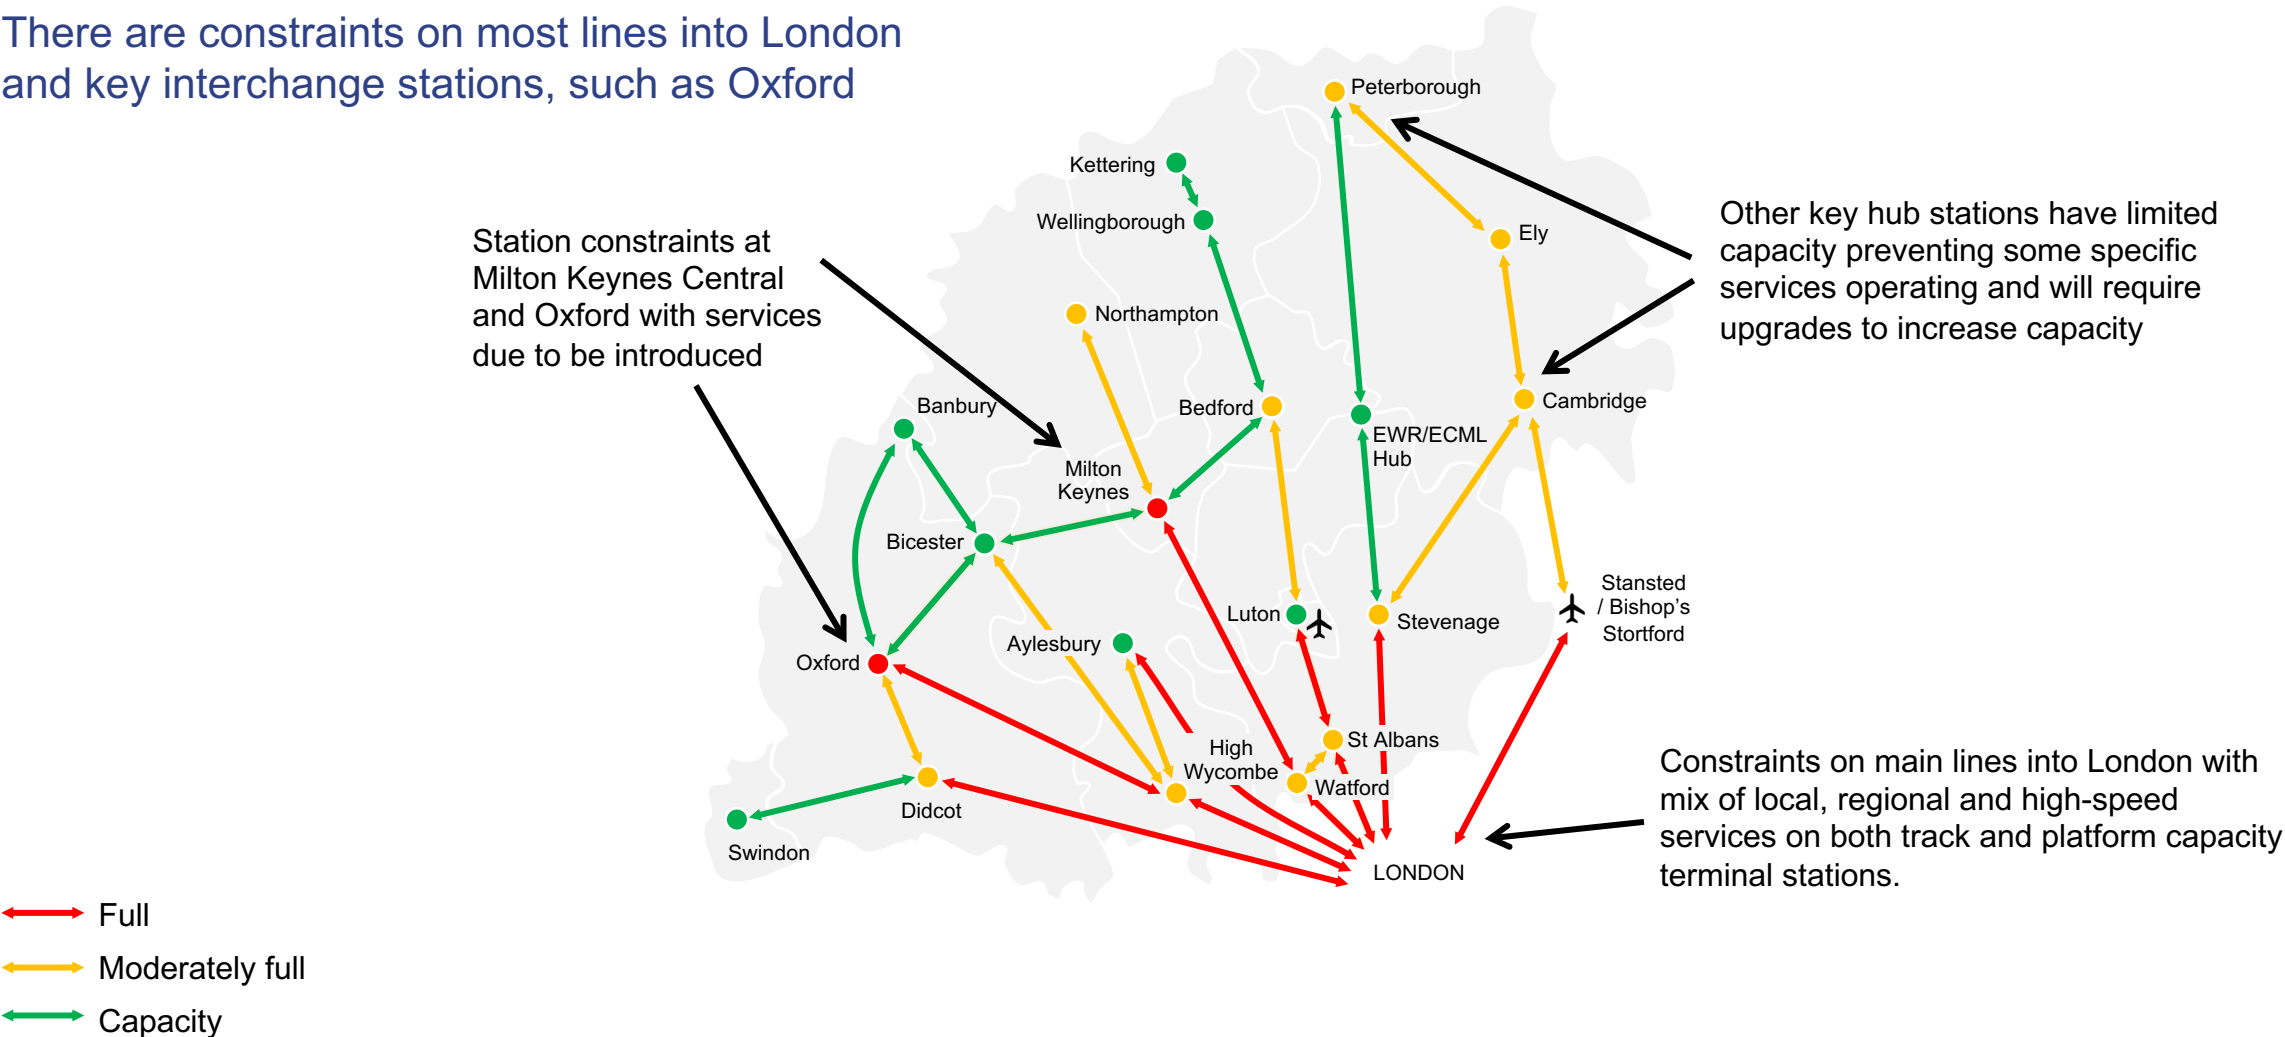 There are constraints on most lines into London
and key interchange stations, such as Oxford
Peterborough
Kettering
Wellingborough
Ely
Other key hub stations have limited
capacity preventing some specific
services operating and will require
upgrades to increase capacity
Station constraints at
Milton Keynes Central
and Oxford with services
due to be introduced
Northampton
Banbury
Bedford
Cambridge
EWR/ECML
Hub
Milton
Keynes
Bicester
Luton
Stevenage
Stansted
/ Bishop's
Stortford
Aylesbury
Oxford
High
Wycombe
St Albans
Watford
Didcot
Swindon
LONDON
Constraints on main lines into London with
mix of local, regional and high-speed
services on both track and platform capacity
terminal stations.
Full
Moderately full
Capacity